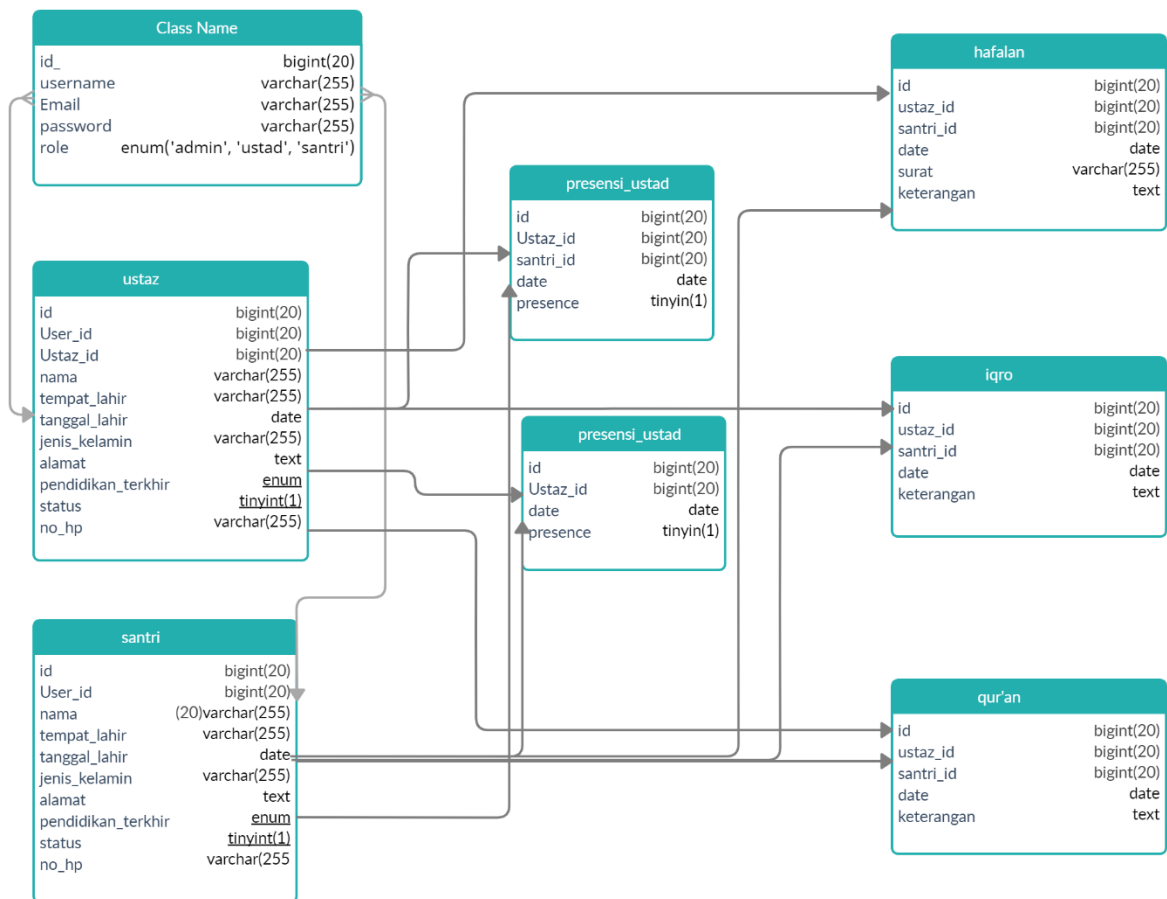 Class Name
id_ bigint(20)
username varchar(255)
Email varchar(255)
password varchar(255)
role enum('admin', 'ustad', 'santri')
ustaz
id bigint(20)
User_id bigint(20)
Ustaz_id bigint(20)
nama varchar(255)
tempat_lahir varchar(255)
tanggal_lahir date
jenis_kelamin varchar(255)
alamat text
pendidikan_terkhir enum
status tinyint(1)
no_hp varchar(255)
santri
id bigint(20)
User_id bigint(20)
nama (20)varchar(255)
tempat_lahir varchar(255)
tanggal_lahir date
jenis_kelamin varchar(255)
alamat text
pendidikan_terkhir enum
status tinyint(1)
no_hp varchar(255
presensi_ustad
id bigint(20)
Ustaz_id bigint(20)
santri_id bigint(20)
date date
presence tinyin(1)
presensi_ustad
id bigint(20)
Ustaz_id bigint(20)
date date
presence tinyin(1)
hafalan
id bigint(20)
ustaz_id bigint(20)
santri_id bigint(20)
date date
surat varchar(255)
keterangan text
iqro
id bigint(20)
ustaz_id bigint(20)
santri_id bigint(20)
date date
keterangan text
qur'an
id bigint(20)
ustaz_id bigint(20)
santri_id bigint(20)
date date
keterangan text